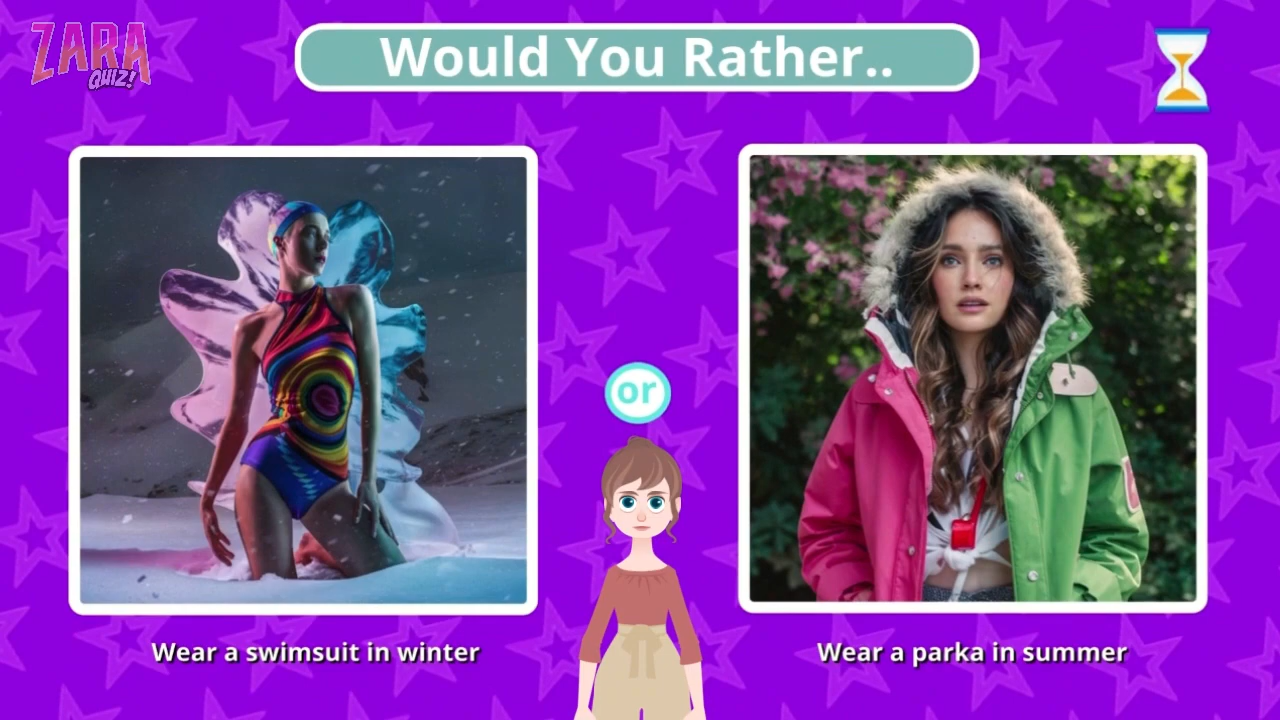 ZARA
QUIZ!
Would You Rather..
or
Wear a swimsuit in winter
Wear a parka in summer